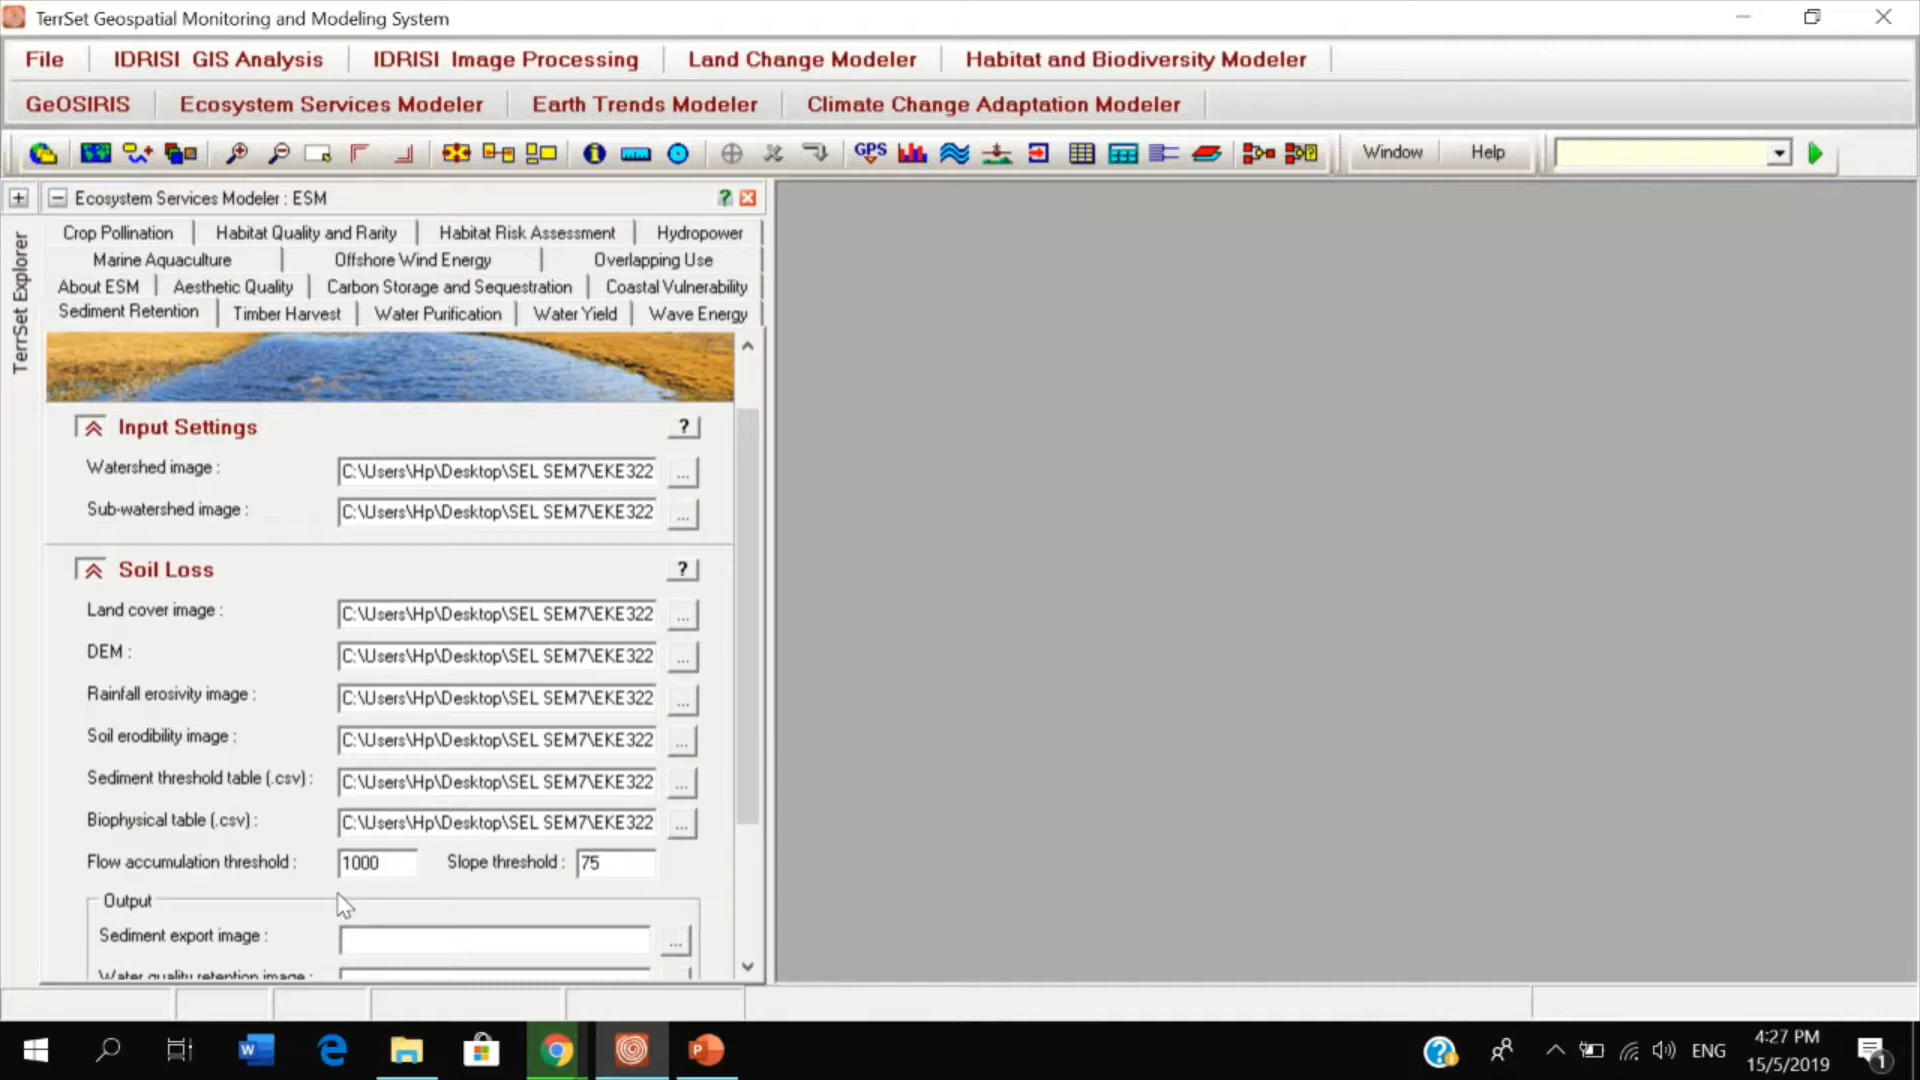 TerrSet Geospatial Monitoring and Modeling System
File IDRISI GIS Analysis IDRISI Image Processing Land Change Modeler Habitat and Biodiversity Modeler
GeOSIRIS Ecosystem Services Modeler Earth Trends Modeler Climate Change Adaptation Modeler
GPS Window Help
TerrSet Explorer
Ecosystem Services Modeler : ESM
Crop Pollination Habitat Quality and Rarity Habitat Risk Assessment Hydropower
Marine Aquaculture Offshore Wind Energy Overlapping Use
About ESM Aesthetic Quality Carbon Storage and Sequestration Coastal Vulnerability
Sediment Retention Timber Harvest Water Purification Water Yield Wave Energy
Input Settings ?
Watershed image : C:\Users\Hp\Desktop\SEL SEM7\EKE322 ...
Sub-watershed image : C:\Users\Hp\Desktop\SEL SEM7\EKE322 ...
Soil Loss ?
Land cover image : C:\Users\Hp\Desktop\SEL SEM7\EKE322 ...
DEM : C:\Users\Hp\Desktop\SEL SEM7\EKE322 ...
Rainfall erosivity image : C:\Users\Hp\Desktop\SEL SEM7\EKE322 ...
Soil erodibility image : C:\Users\Hp\Desktop\SEL SEM7\EKE322 ...
Sediment threshold table (.csv) : C:\Users\Hp\Desktop\SEL SEM7\EKE322 ...
Biophysical table (.csv) : C:\Users\Hp\Desktop\SEL SEM7\EKE322 ...
Flow accumulation threshold : 1000 Slope threshold : 75
Output
Sediment export image : ...
Water quality retention image :
ENG
4:27 PM
15/5/2019
1